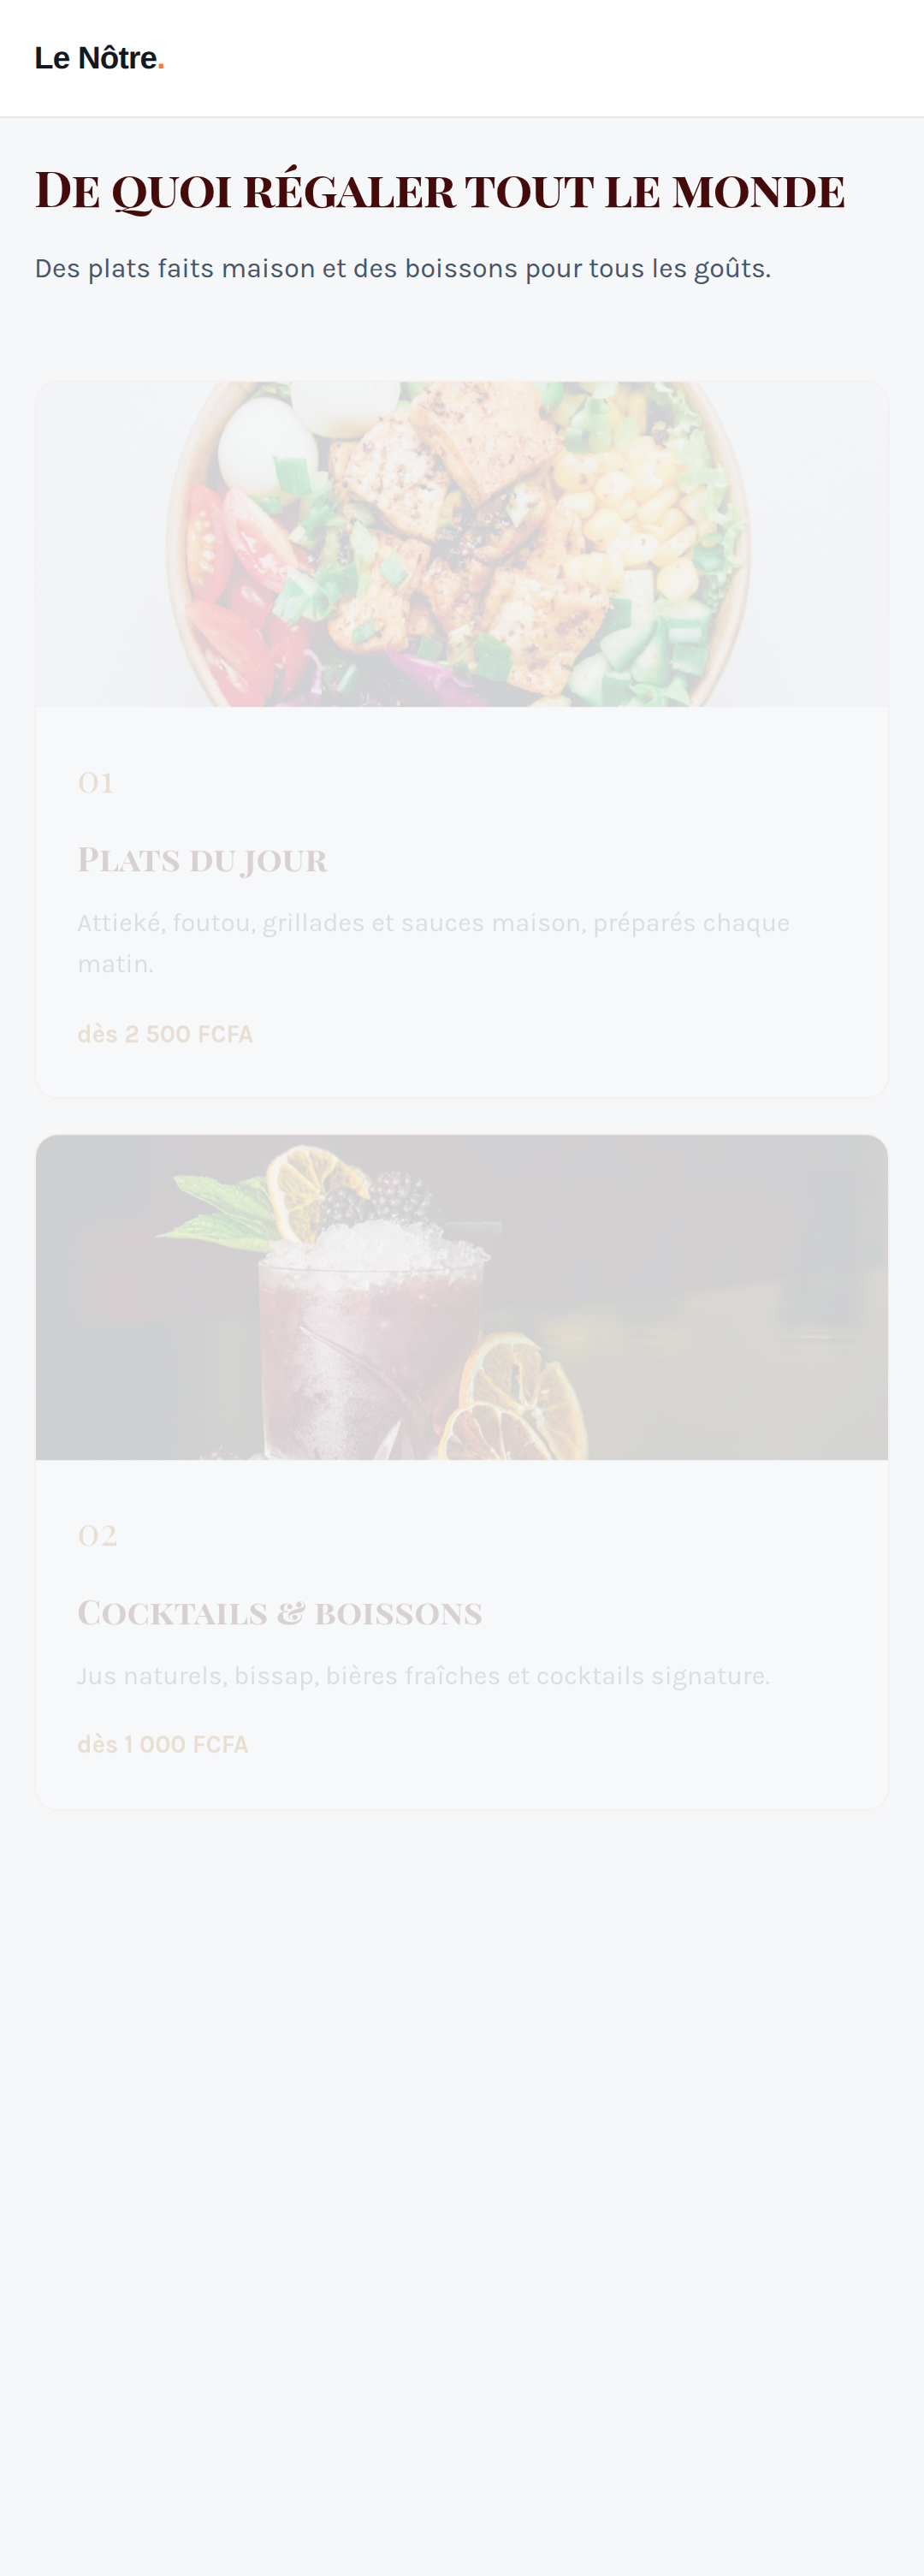 Le Nôtre.
De quoi régaler tout le monde
Des plats faits maison et des boissons pour tous les goûts.
01
Plats du jour
Attieké, foutou, grillades et sauces maison, préparés chaque
matin.
dès 2 500 FCFA
02
Cocktails & boissons
Jus naturels, bissap, bières fraîches et cocktails signature.
dès 1 000 FCFA